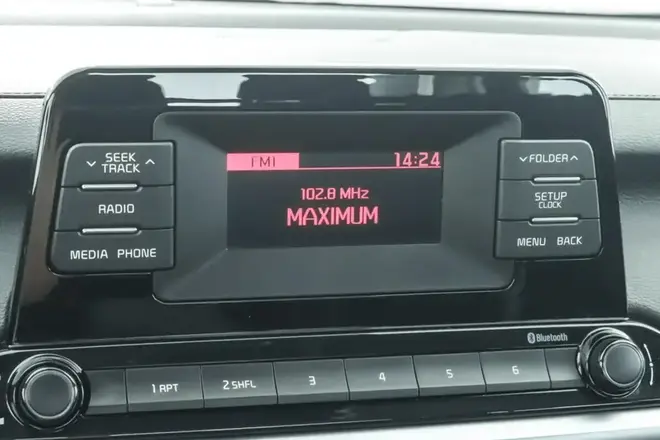 SEEK
TRACK
RADIO
MEDIA PHONE
FM1 14:24
102.8 MHz
MAXIMUM
FOLDER
SETUP
CLOCK
MENU BACK
Bluetooth
1 RPT 2 SHFL 3 4 5 6